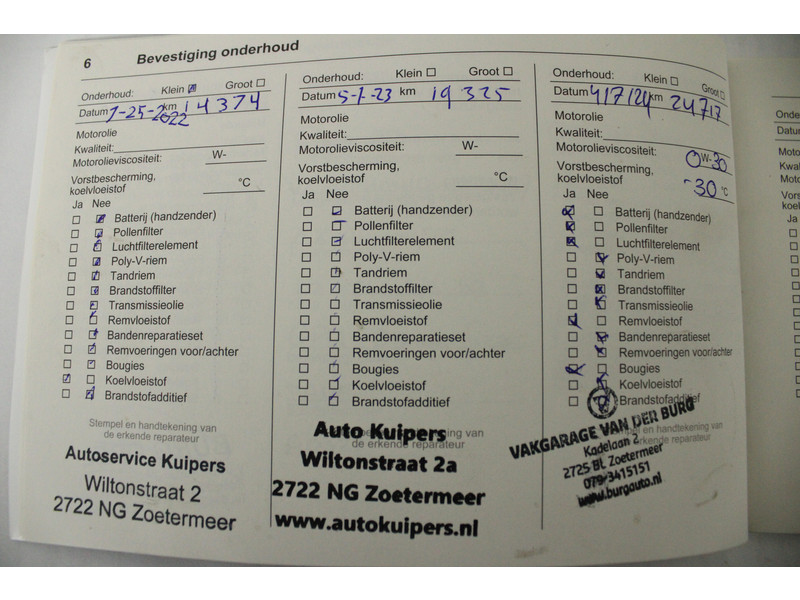 6
Bevestiging onderhoud
Onderhoud: Klein Groot
Datum 1-25-2022 km 14374
Motorolie
Kwaliteit:
Motorolieviscositeit: W-
Vorstbescherming,
koelvloeistof °C
Ja Nee
Batterij (handzender)
Pollenfilter
Luchtfilterelement
Poly-V-riem
Tandriem
Brandstoffilter
Transmissieolie
Remvloeistof
Bandenreparatieset
Remvoeringen voor/achter
Bougies
Koelvloeistof
Brandstofadditief
Stempel en handtekening van
de erkende reparateur
Autoservice Kuipers
Wiltonstraat 2
2722 NG Zoetermeer
Onderhoud: Klein Groot
Datum 5-1-23 km 19325
Motorolie
Kwaliteit:
Motorolieviscositeit: W-
Vorstbescherming,
koelvloeistof °C
Ja Nee
Batterij (handzender)
Pollenfilter
Luchtfilterelement
Poly-V-riem
Tandriem
Brandstoffilter
Transmissieolie
Remvloeistof
Bandenreparatieset
Remvoeringen voor/achter
Bougies
Koelvloeistof
Brandstofadditief
de erkende reparateur
Auto Kuipers
Wiltonstraat 2a
2722 NG Zoetermeer
www.autokuipers.nl
Onderhoud: Klein Groot
Datum 4/7/24 km 24717
Motorolie
Kwaliteit:
Motorolieviscositeit: 0W-30
Vorstbescherming,
koelvloeistof -30 °C
Ja Nee
Batterij (handzender)
Pollenfilter
Luchtfilterelement
Poly-V-riem
Tandriem
Brandstoffilter
Transmissieolie
Remvloeistof
Bandenreparatieset
Remvoeringen voor/achter
Bougies
Koelvloeistof
Brandstofadditief
Stempel en handtekening van
de erkende reparateur
VAKGARAGE VAN DER BURG
Kadelaan 2
2725 BL Zoetermeer
079-3415151
www.burgauto.nl